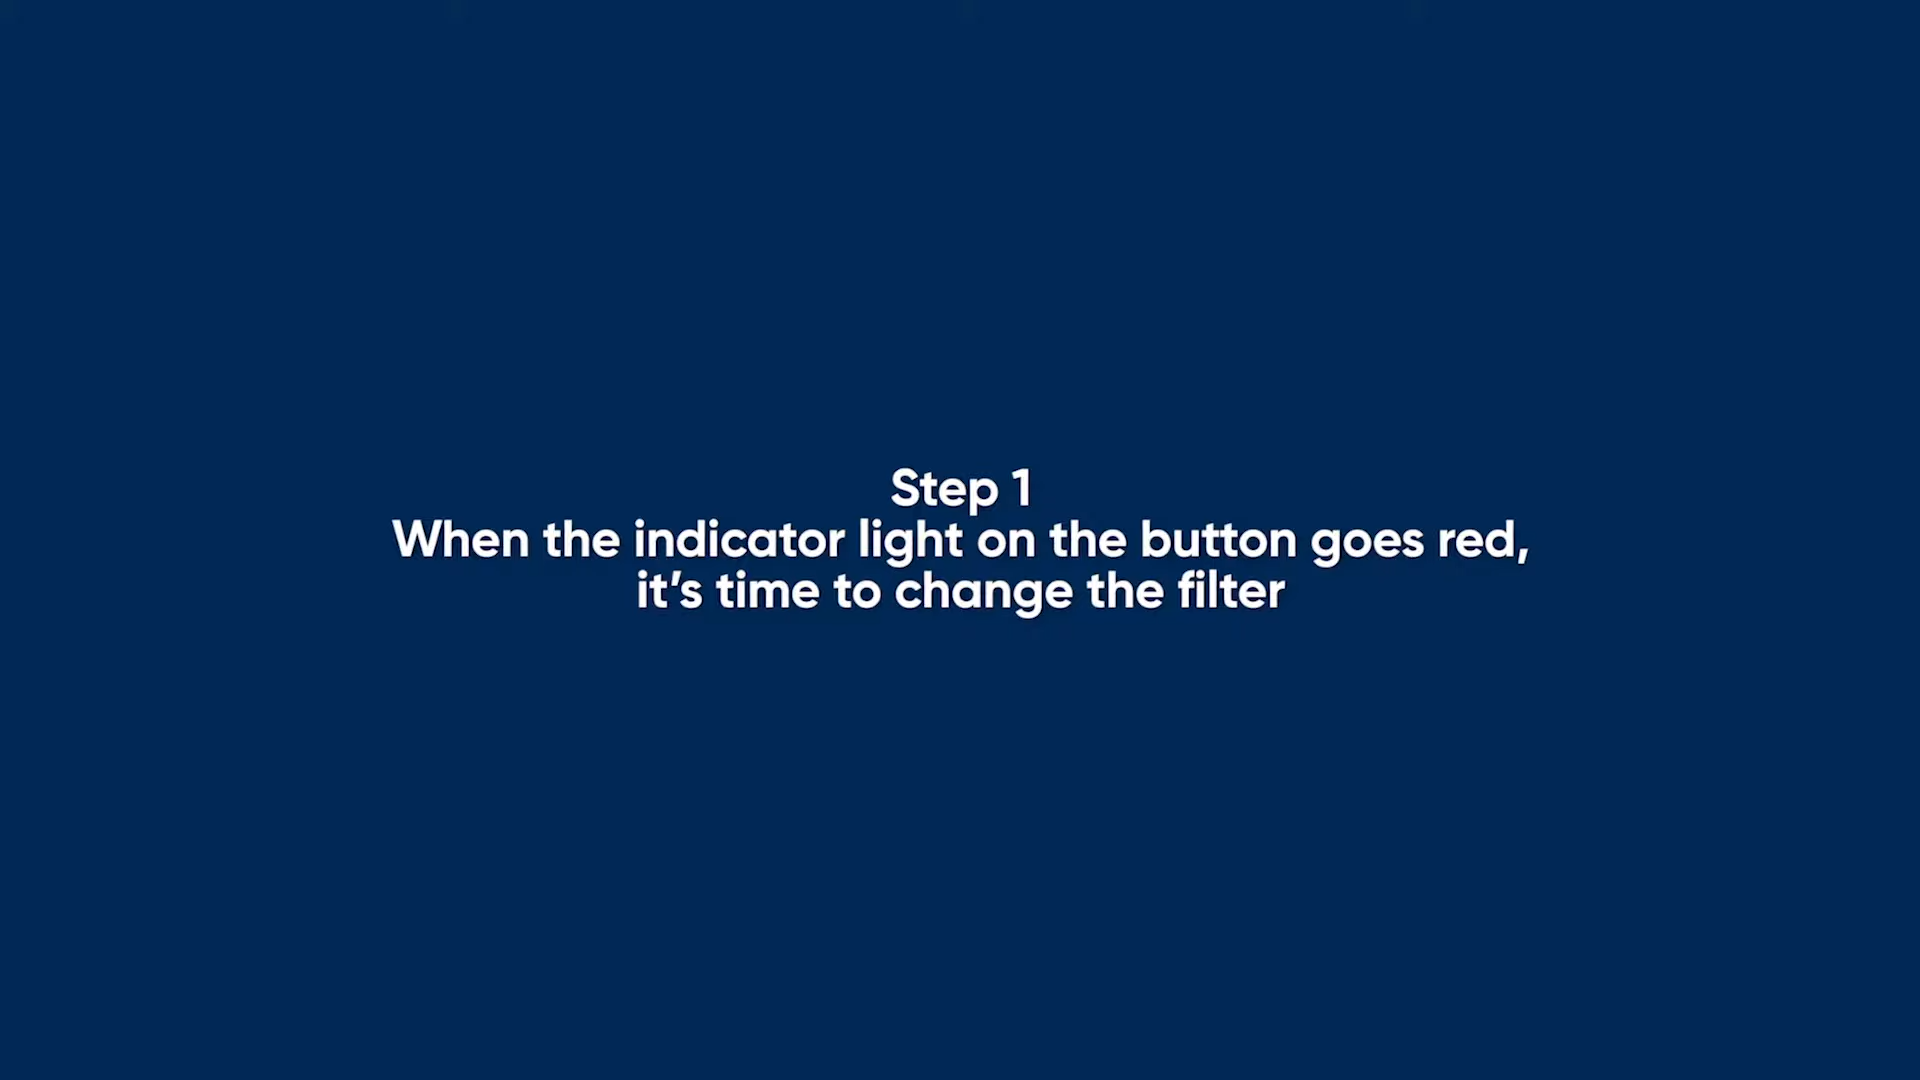 Step 1
When the indicator light on the button goes red,
it’s time to change the filter